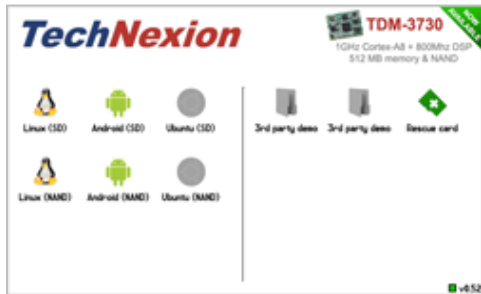 TechNexion
TDM-3730
NOW AVAILABLE
1GHz Cortex-A8 + 800Mhz DSP
512 MB memory & NAND
Linux (SD) Android (SD) Ubuntu (SD)
3rd party demo 3rd party demo Rescue card
Linux (NAND) Android (NAND) Ubuntu (NAND)
v0.52